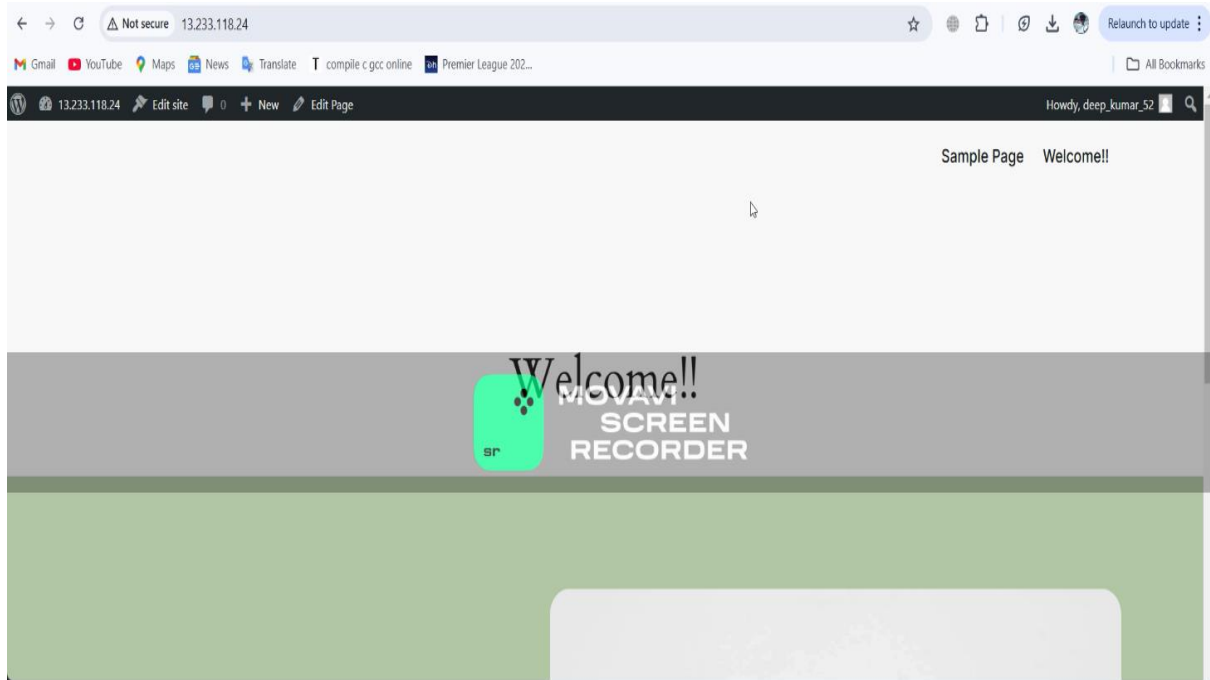 Not secure 13.233.118.24 Relaunch to update
Gmail YouTube Maps News Translate T compile c gcc online Premier League 202... All Bookmarks
13.233.118.24 Edit site 0 New Edit Page Howdy, deep_kumar_52
Sample Page Welcome!!
Welcome!!
MOVAVI
SCREEN
sr RECORDER